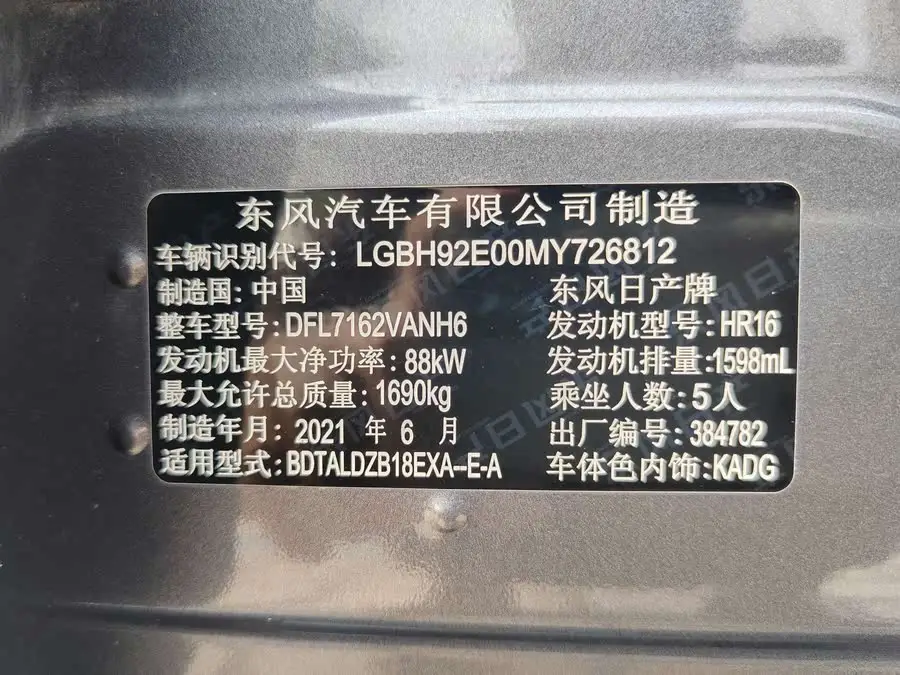 东风汽车有限公司制造
车辆识别代号: LGBH92E00MY726812
制造国: 中国 东风日产牌
整车型号: DFL7162VANH6 发动机型号: HR16
发动机最大净功率: 88kW 发动机排量: 1598mL
最大允许总质量: 1690kg 乘坐人数: 5人
制造年月: 2021 年 6 月 出厂编号: 384782
适用型式: BDTALDZB18EXA--E-A 车体色内饰: KADG